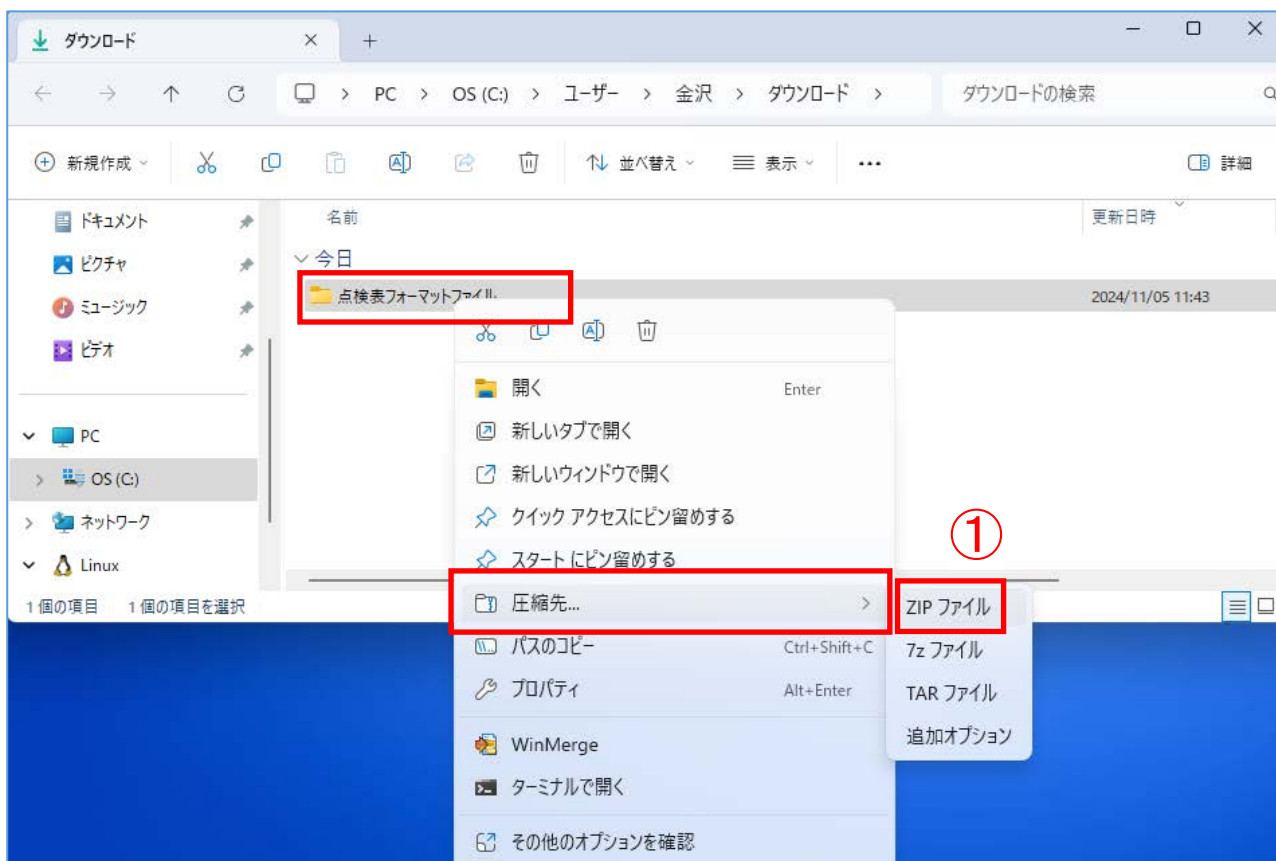 ダウンロード
PC > OS (C:) > ユーザー > 金沢 > ダウンロード >
ダウンロードの検索
新規作成
並べ替え
表示
詳細
ドキュメント
ピクチャ
ミュージック
ビデオ
PC
OS (C:)
ネットワーク
Linux
名前
更新日時
今日
点検表フォーマットファイル
2024/11/05 11:43
開く
Enter
新しいタブで開く
新しいウィンドウで開く
クイック アクセスにピン留めする
スタート にピン留めする
①
圧縮先...
ZIP ファイル
パスのコピー
Ctrl+Shift+C
7z ファイル
プロパティ
Alt+Enter
TAR ファイル
追加オプション
WinMerge
ターミナルで開く
その他のオプションを確認
1 個の項目
1 個の項目を選択